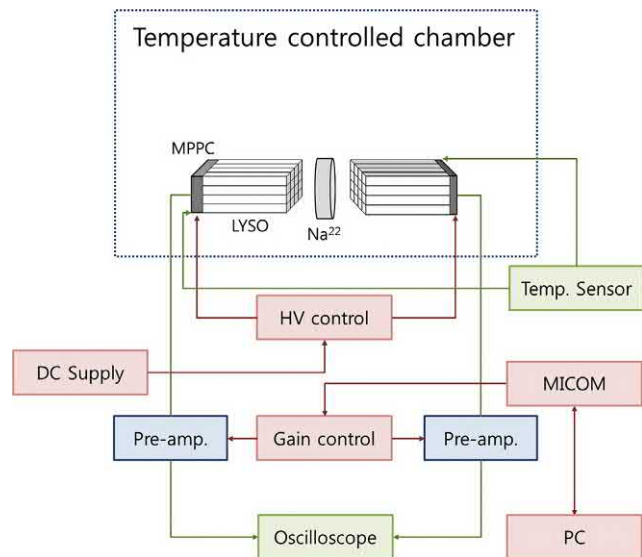 Temperature controlled chamber
MPPC
LYSO
Na²²
Temp. Sensor
HV control
DC Supply
MICOM
Pre-amp.
Gain control
Pre-amp.
Oscilloscope
PC